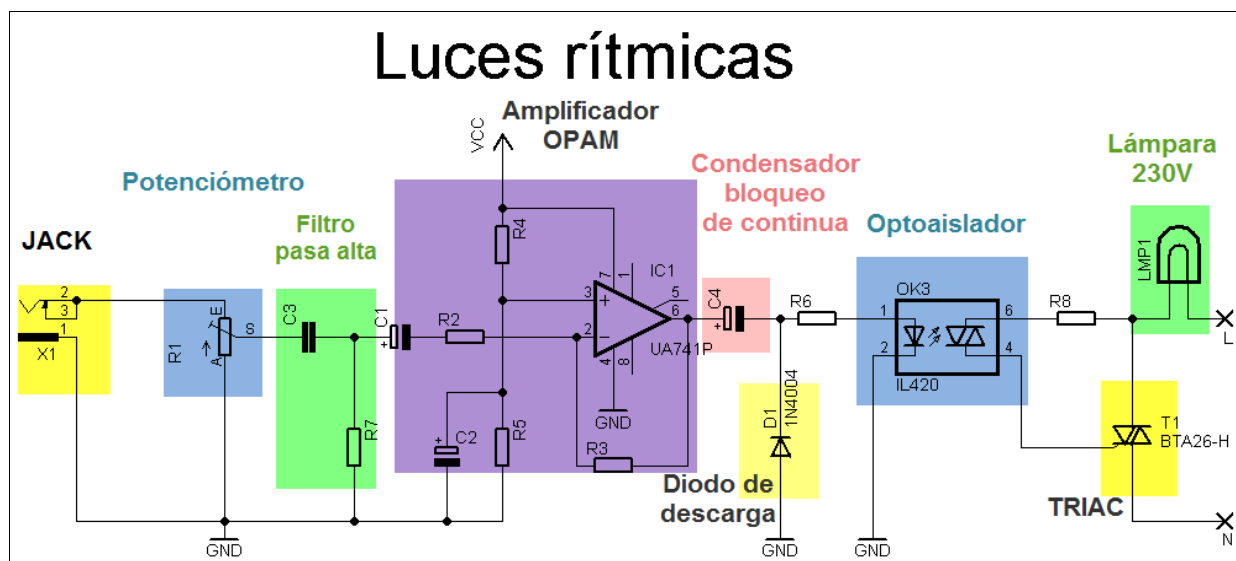 Luces rítmicas
Amplificador
OPAM
VCC
Condensador
bloqueo
de continua
Lámpara
230V
Potenciómetro
Filtro
pasa alta
Optoaislador
JACK
2
3
1
X1
E
S
A
R1
C3
R7
C1
R2
R4
C2
R5
R3
3
2
7
1
5
6
4
8
IC1
UA741P
GND
C4
D1
1N4004
R6
OK3
1
2
6
4
IL420
R8
LMP1
L
T1
BTA26-H
Diodo de
descarga
TRIAC
N
GND
GND
GND